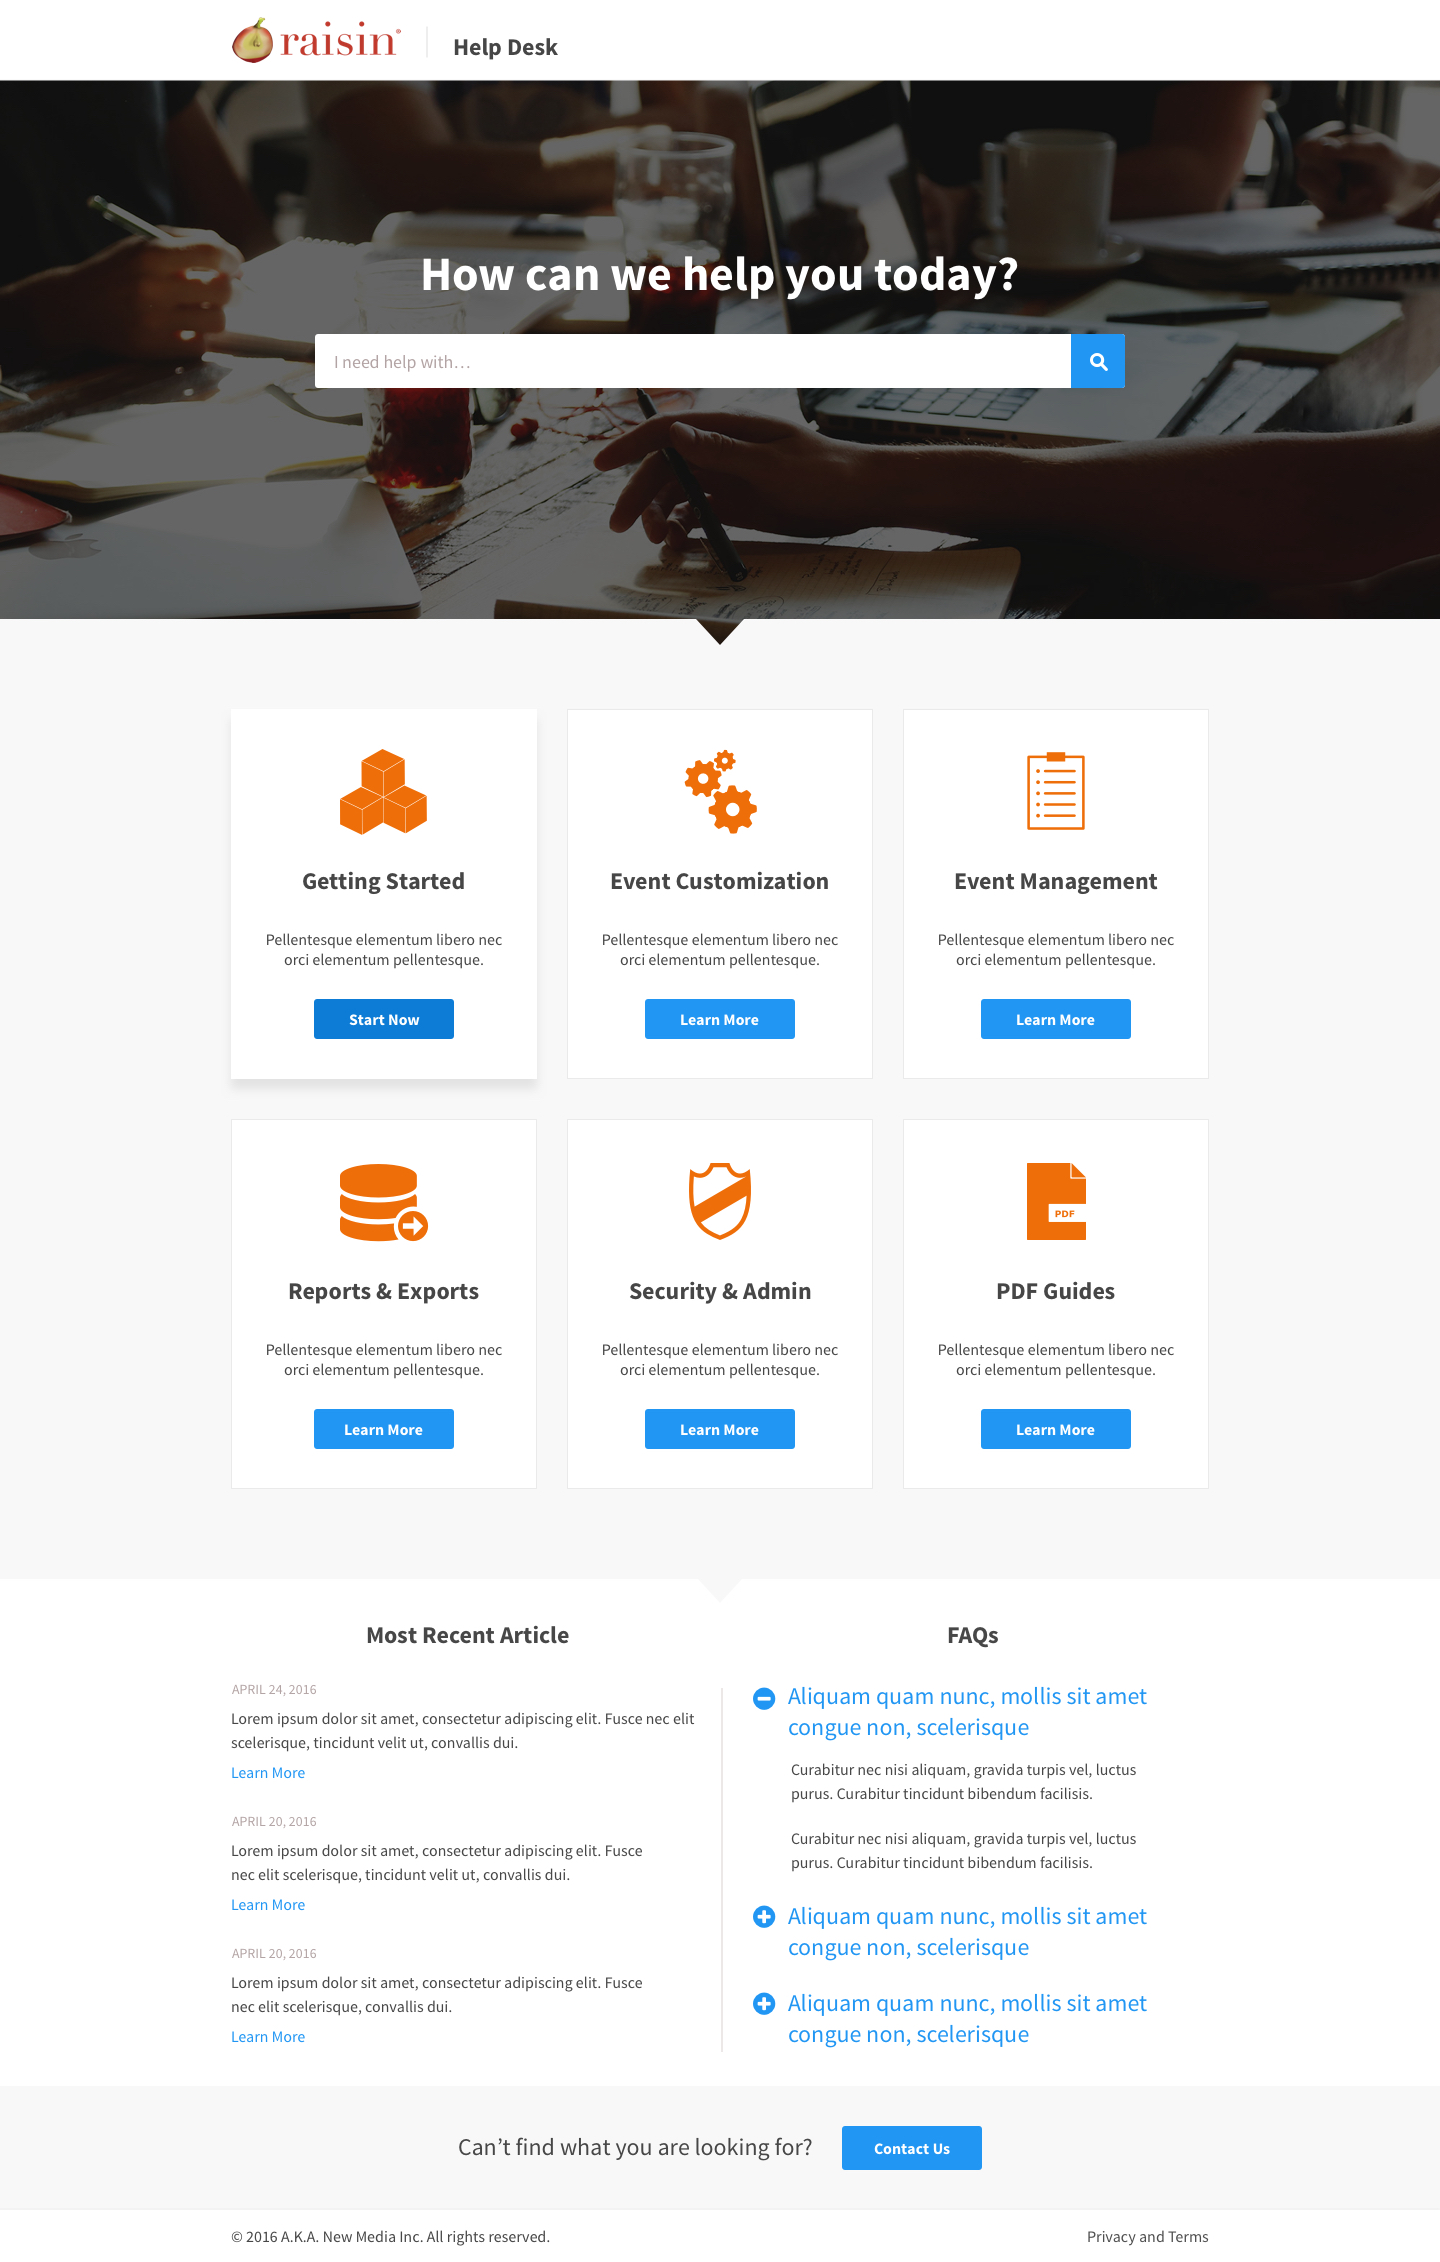 raisin®
Help Desk
How can we help you today?
I need help with...
Getting Started
Pellentesque elementum libero nec
orci elementum pellentesque.
Start Now
Event Customization
Pellentesque elementum libero nec
orci elementum pellentesque.
Learn More
Event Management
Pellentesque elementum libero nec
orci elementum pellentesque.
Learn More
Reports & Exports
Pellentesque elementum libero nec
orci elementum pellentesque.
Learn More
Security & Admin
Pellentesque elementum libero nec
orci elementum pellentesque.
Learn More
PDF
PDF Guides
Pellentesque elementum libero nec
orci elementum pellentesque.
Learn More
Most Recent Article
APRIL 24, 2016
Lorem ipsum dolor sit amet, consectetur adipiscing elit. Fusce nec elit
scelerisque, tincidunt velit ut, convallis dui.
Learn More
APRIL 20, 2016
Lorem ipsum dolor sit amet, consectetur adipiscing elit. Fusce
nec elit scelerisque, tincidunt velit ut, convallis dui.
Learn More
APRIL 20, 2016
Lorem ipsum dolor sit amet, consectetur adipiscing elit. Fusce
nec elit scelerisque, convallis dui.
Learn More
FAQs
Aliquam quam nunc, mollis sit amet
congue non, scelerisque
Curabitur nec nisi aliquam, gravida turpis vel, luctus
purus. Curabitur tincidunt bibendum facilisis.
Curabitur nec nisi aliquam, gravida turpis vel, luctus
purus. Curabitur tincidunt bibendum facilisis.
Aliquam quam nunc, mollis sit amet
congue non, scelerisque
Aliquam quam nunc, mollis sit amet
congue non, scelerisque
Can't find what you are looking for?
Contact Us
© 2016 A.K.A. New Media Inc. All rights reserved.
Privacy and Terms